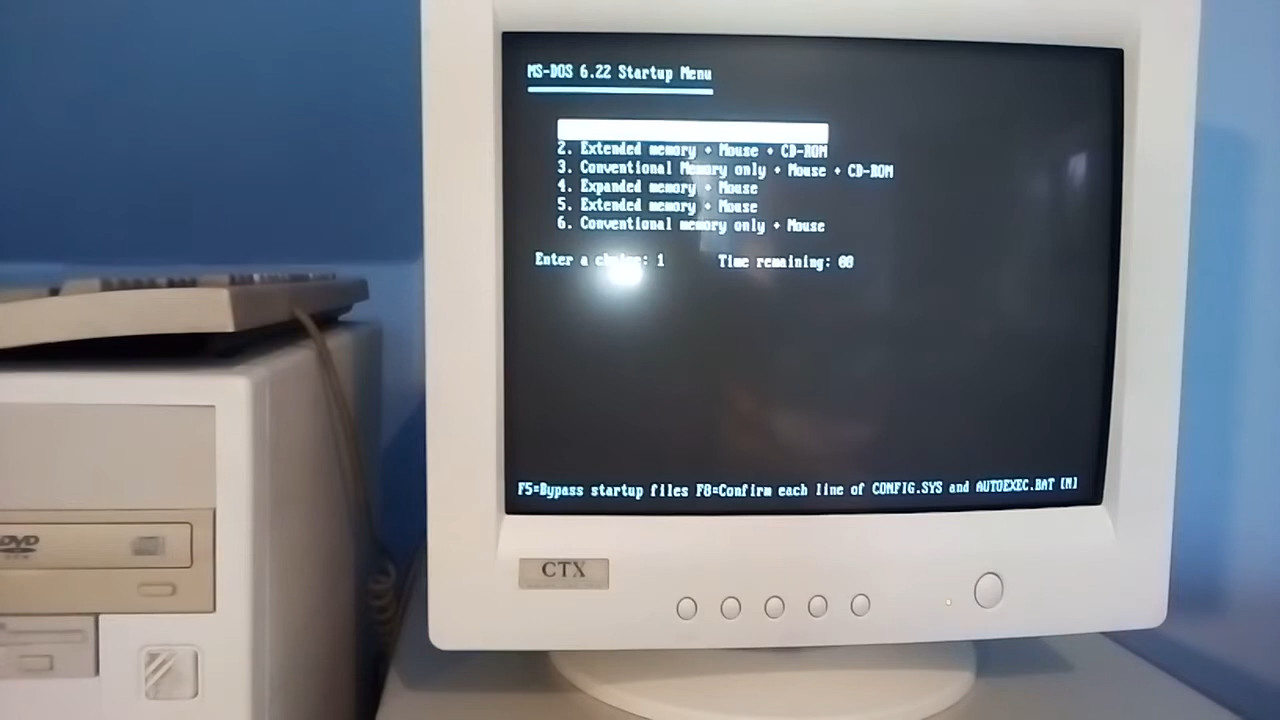 MS-DOS 6.22 Startup Menu
2. Extended memory + Mouse + CD-ROM
3. Conventional Memory only + Mouse + CD-ROM
4. Expanded memory + Mouse
5. Extended memory + Mouse
6. Conventional memory only + Mouse
Enter a choice: 1 Time remaining: 00
F5=Bypass startup files F8=Confirm each line of CONFIG.SYS and AUTOEXEC.BAT [N]
CTX
DVD